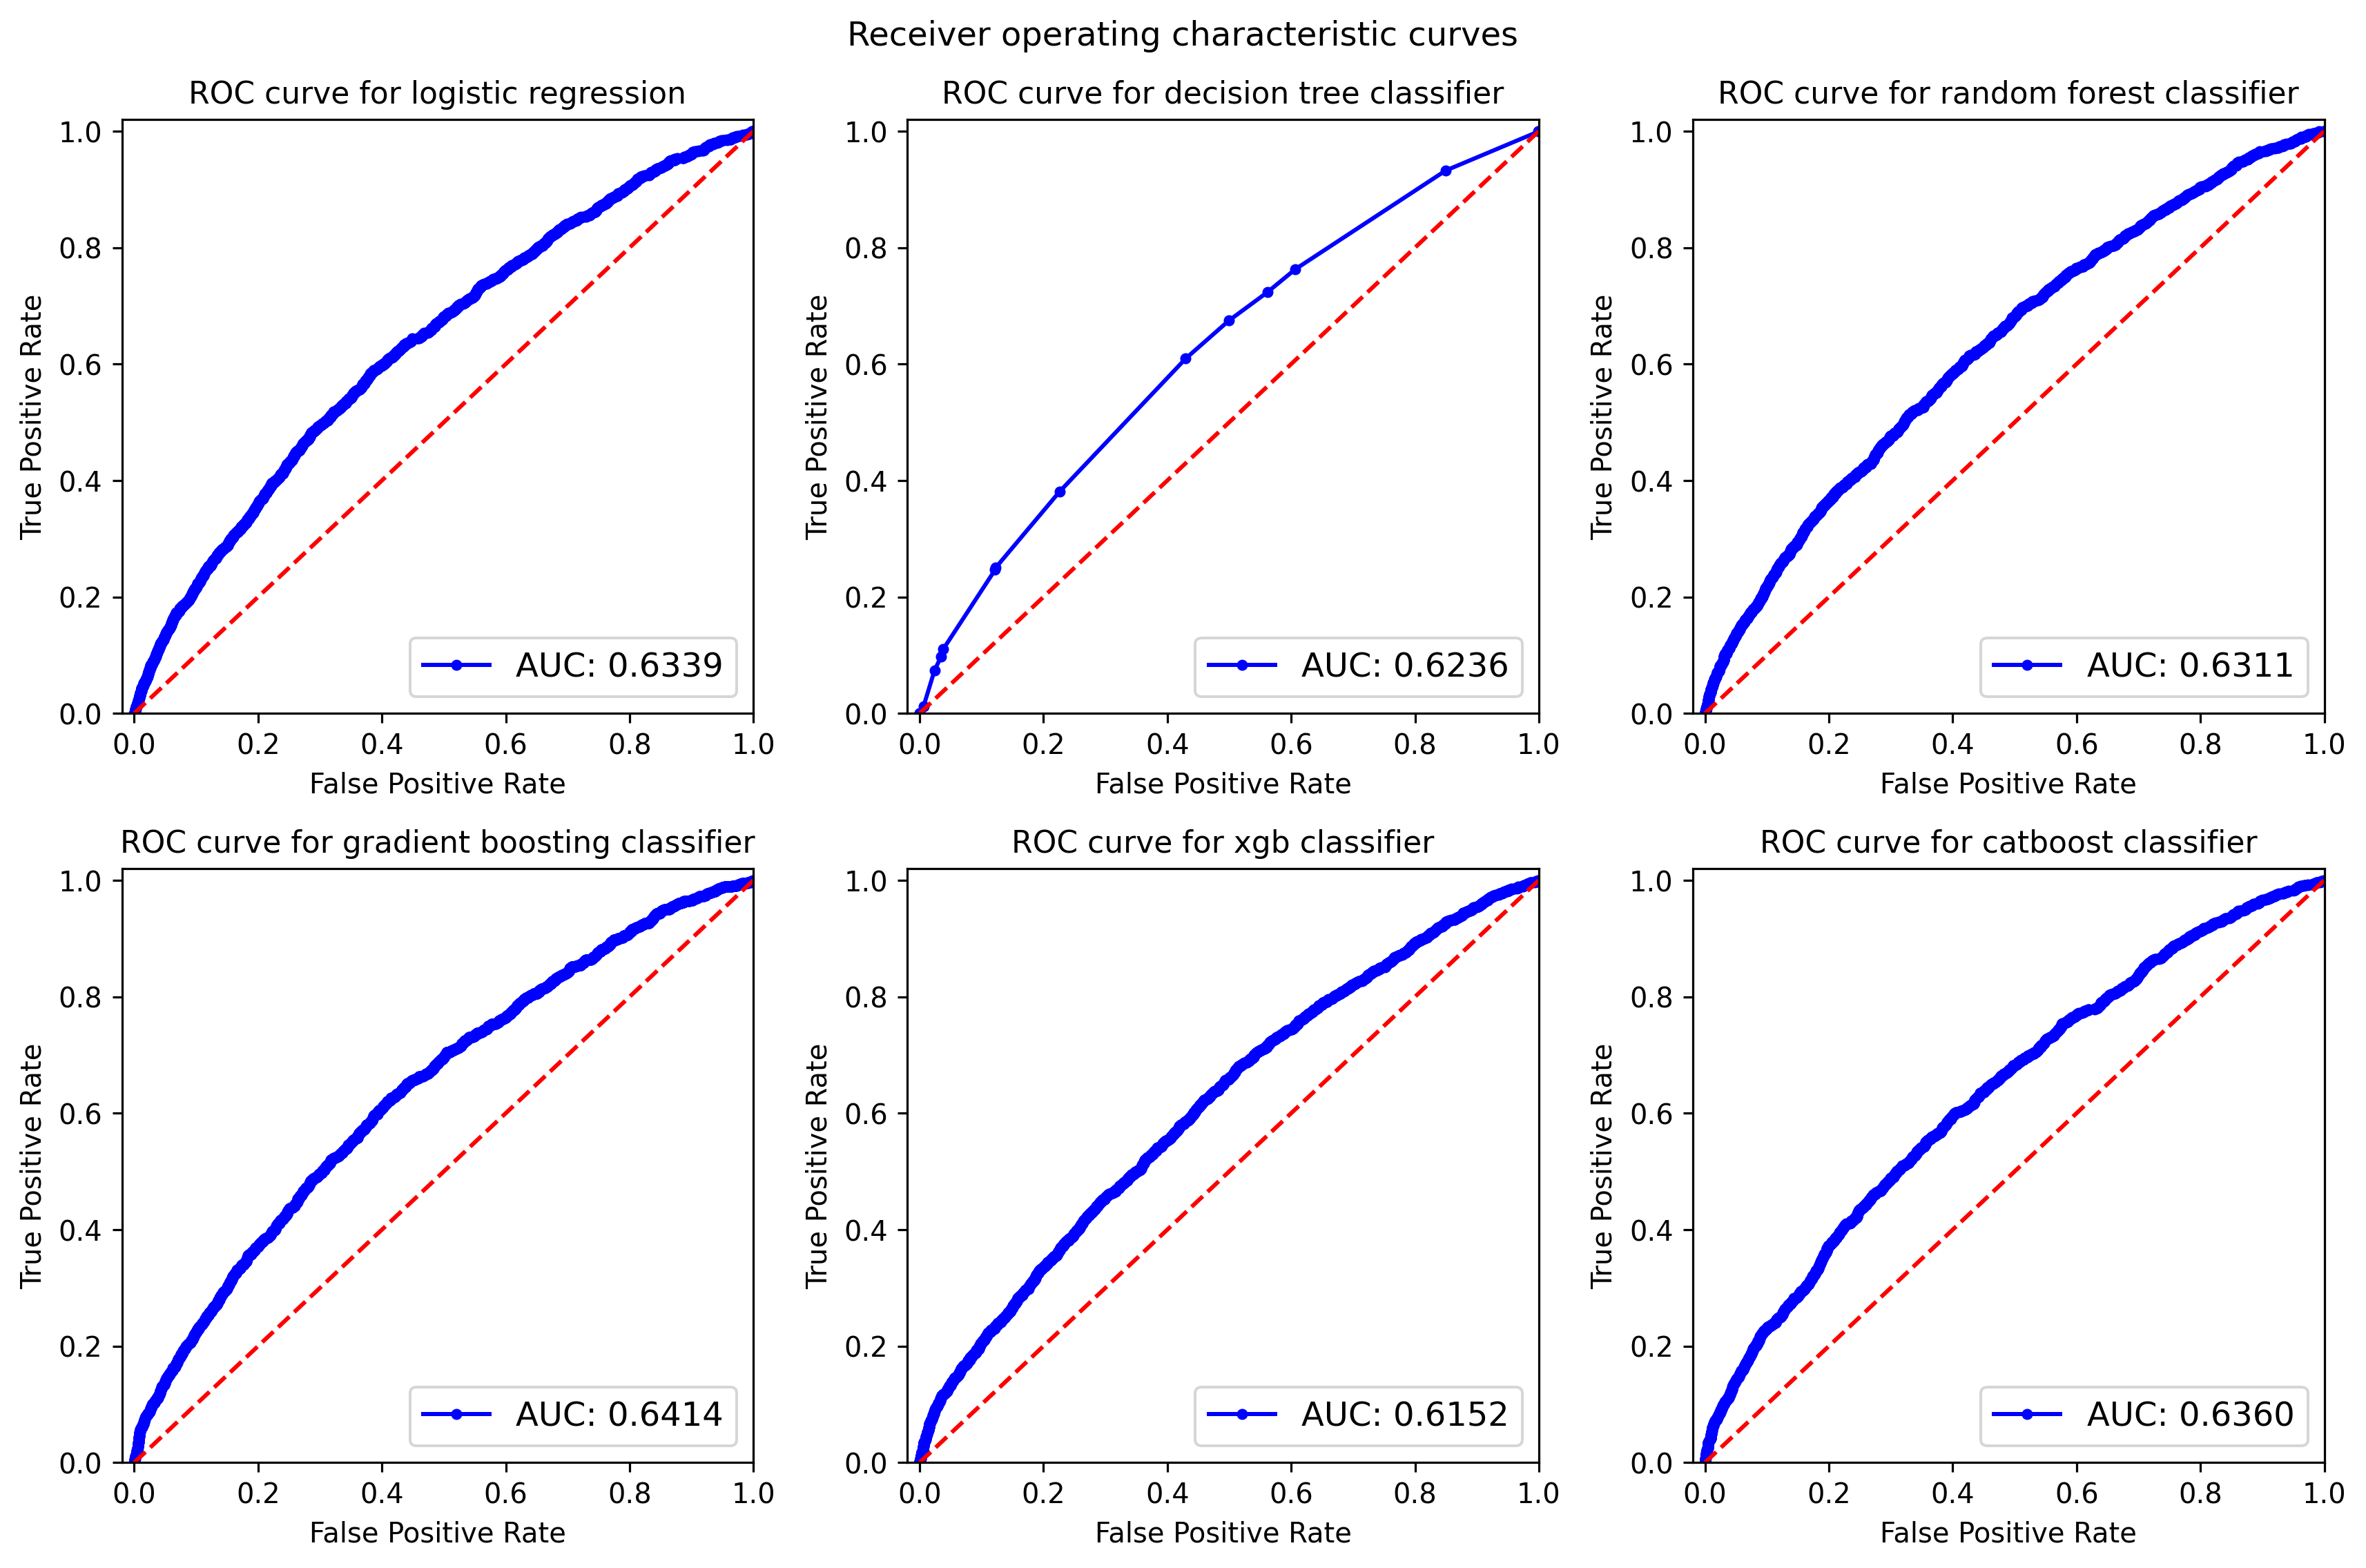 Receiver operating characteristic curves
ROC curve for logistic regression
1.0
0.8
0.6
0.4
0.2
0.0
True Positive Rate
AUC: 0.6339
0.0 0.2 0.4 0.6 0.8 1.0
False Positive Rate
ROC curve for decision tree classifier
1.0
0.8
0.6
0.4
0.2
0.0
True Positive Rate
AUC: 0.6236
0.0 0.2 0.4 0.6 0.8 1.0
False Positive Rate
ROC curve for random forest classifier
1.0
0.8
0.6
0.4
0.2
0.0
True Positive Rate
AUC: 0.6311
0.0 0.2 0.4 0.6 0.8 1.0
False Positive Rate
ROC curve for gradient boosting classifier
1.0
0.8
0.6
0.4
0.2
0.0
True Positive Rate
AUC: 0.6414
0.0 0.2 0.4 0.6 0.8 1.0
False Positive Rate
ROC curve for xgb classifier
1.0
0.8
0.6
0.4
0.2
0.0
True Positive Rate
AUC: 0.6152
0.0 0.2 0.4 0.6 0.8 1.0
False Positive Rate
ROC curve for catboost classifier
1.0
0.8
0.6
0.4
0.2
0.0
True Positive Rate
AUC: 0.6360
0.0 0.2 0.4 0.6 0.8 1.0
False Positive Rate